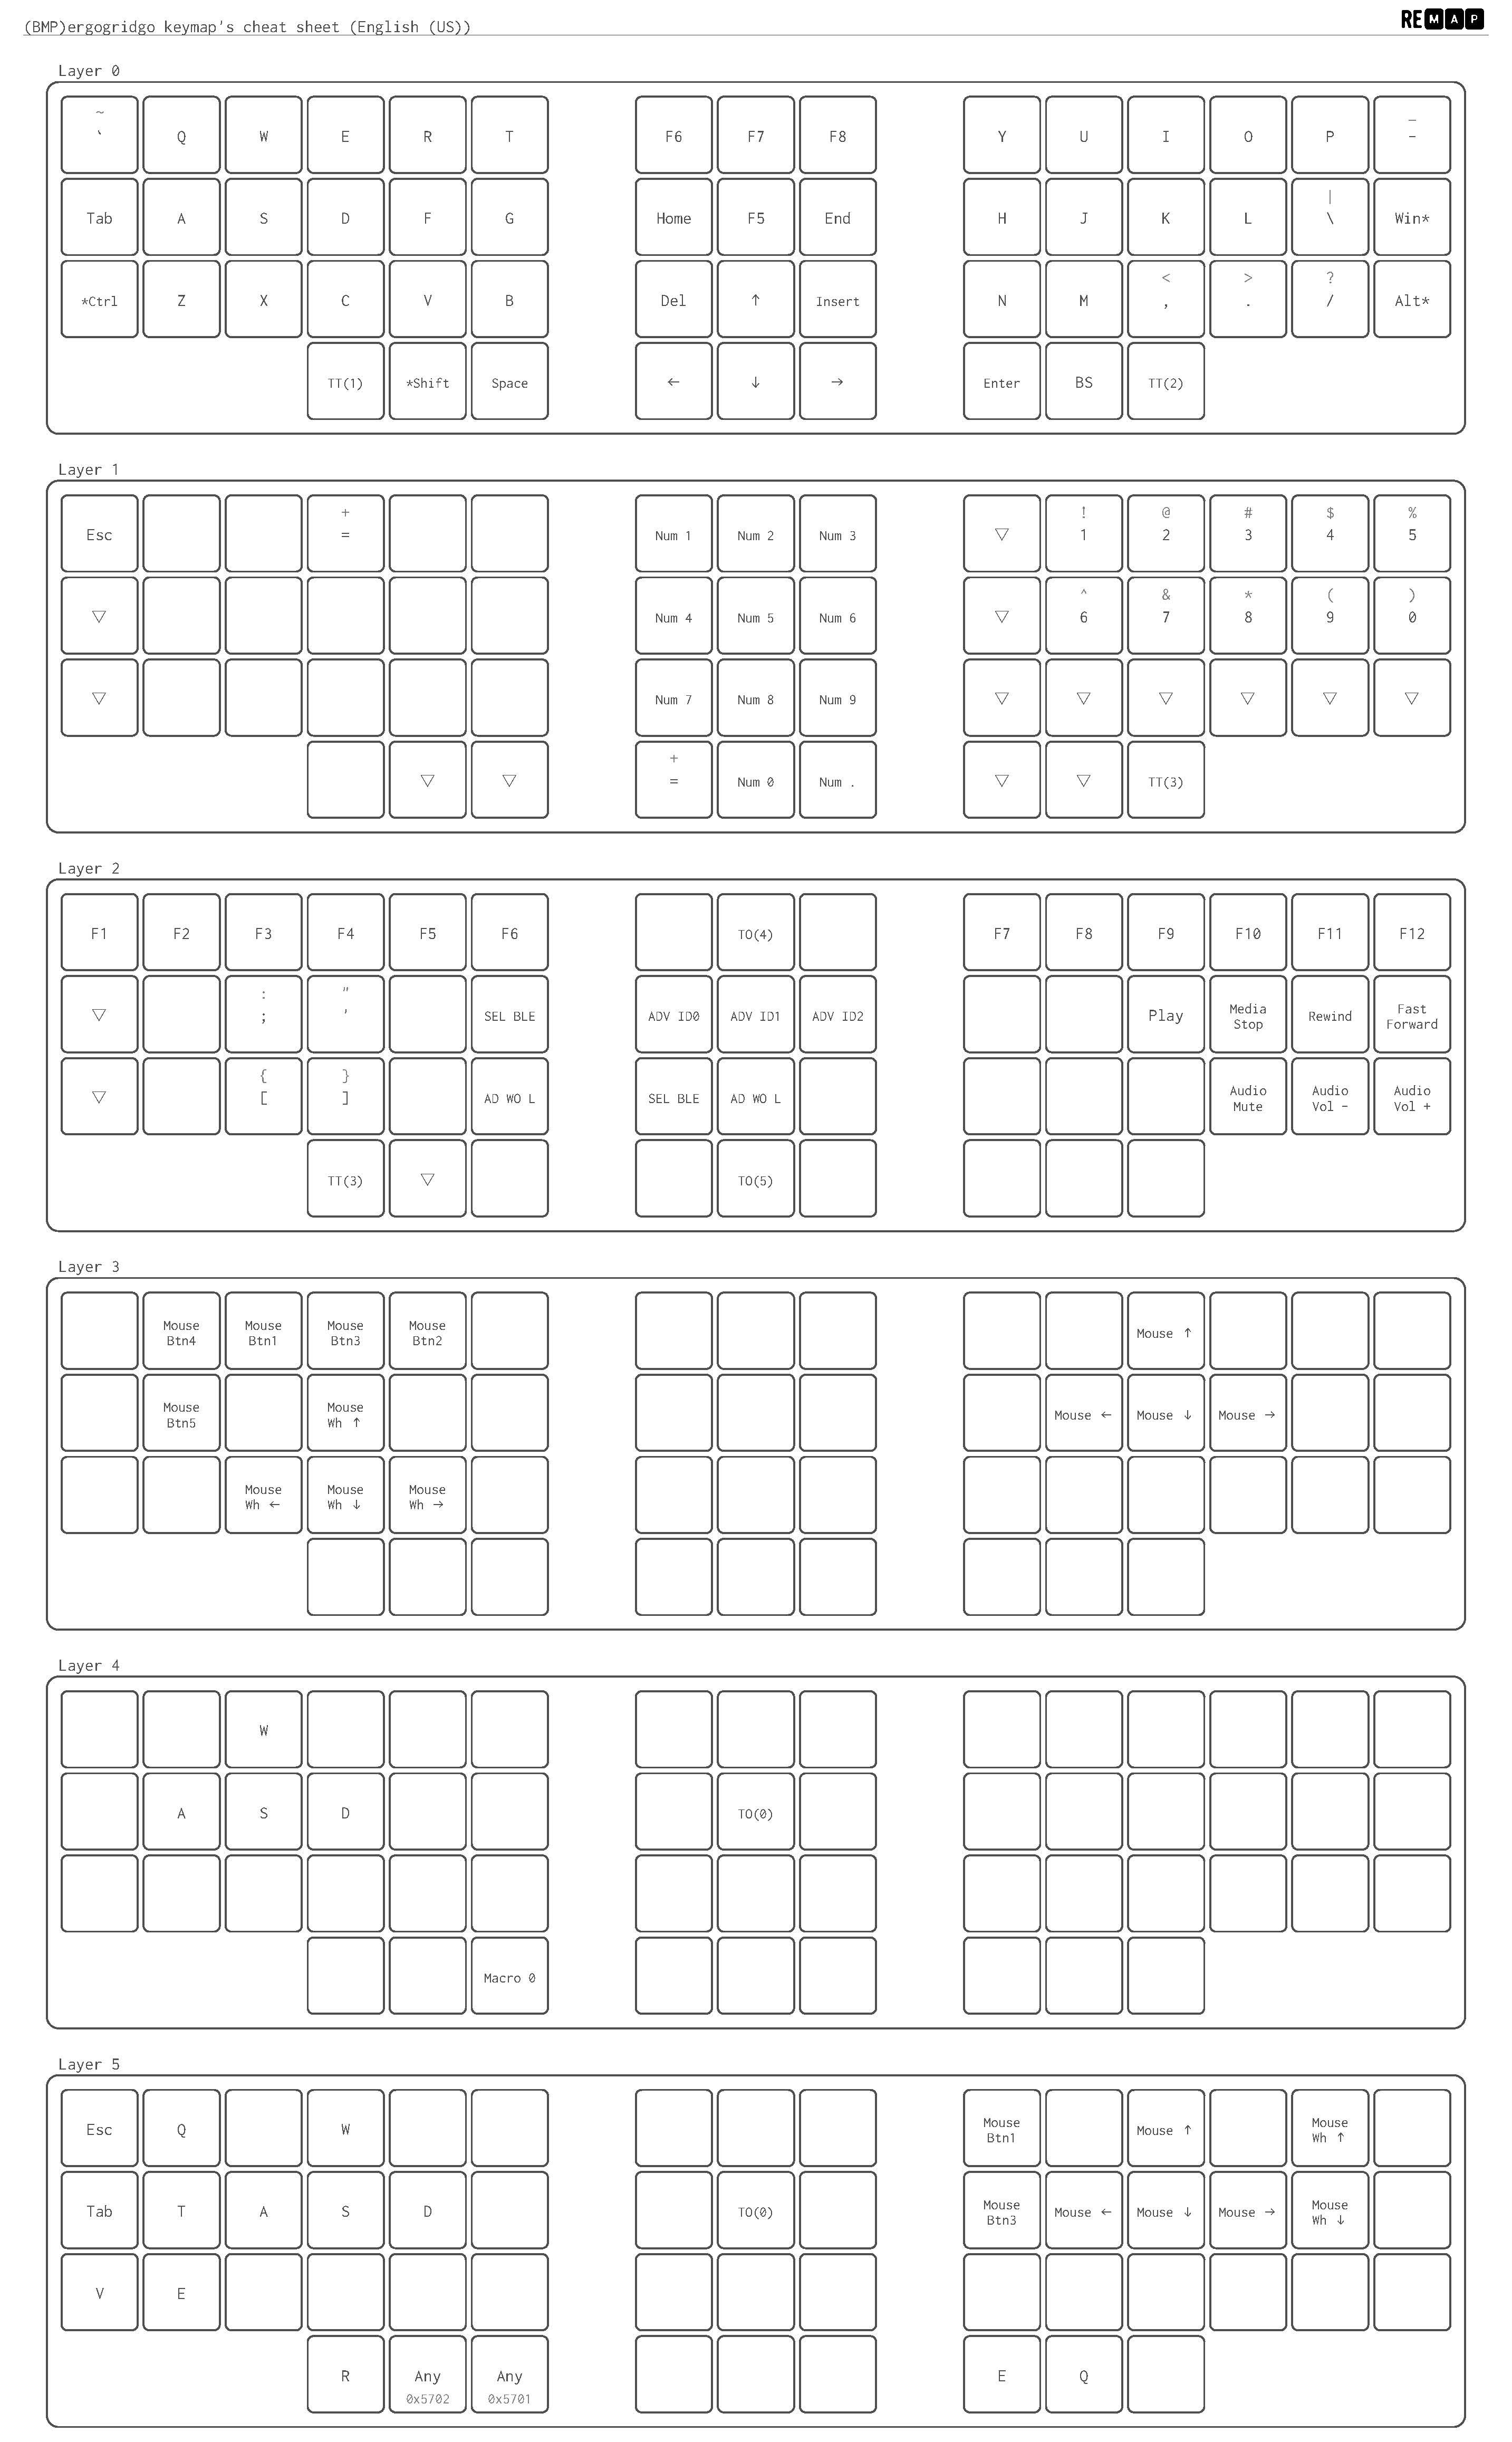 (BMP)ergogridgo keymap's cheat sheet (English (US))
REMAP
Layer 0
~ _
` Q W E R T F6 F7 F8 Y U I O P -
|
Tab A S D F G Home F5 End H J K L \ Win*
< > ?
*Ctrl Z X C V B Del ↑ Insert N M , . / Alt*
TT(1) *Shift Space ← ↓ → Enter BS TT(2)
Layer 1
+ ! @ # $ %
Esc = Num 1 Num 2 Num 3 ▽ 1 2 3 4 5
^ & * ( )
▽ Num 4 Num 5 Num 6 ▽ 6 7 8 9 0
▽ Num 7 Num 8 Num 9 ▽ ▽ ▽ ▽ ▽ ▽
+
▽ ▽ = Num 0 Num . ▽ ▽ TT(3)
Layer 2
F1 F2 F3 F4 F5 F6 TO(4) F7 F8 F9 F10 F11 F12
: "
▽ ; ' SEL BLE ADV ID0 ADV ID1 ADV ID2 Play Media Stop Rewind Fast Forward
{ }
▽ [ ] AD WO L SEL BLE AD WO L Audio Mute Audio Vol - Audio Vol +
TT(3) ▽ TO(5)
Layer 3
Mouse Btn4 Mouse Btn1 Mouse Btn3 Mouse Btn2 Mouse ↑
Mouse Btn5 Mouse Wh ↑ Mouse ← Mouse ↓ Mouse →
Mouse Wh ← Mouse Wh ↓ Mouse Wh →
Layer 4
W
A S D TO(0)
Macro 0
Layer 5
Esc Q W Mouse Btn1 Mouse ↑ Mouse Wh ↑
Tab T A S D TO(0) Mouse Btn3 Mouse ← Mouse ↓ Mouse → Mouse Wh ↓
V E
R Any Any E Q
0x5702 0x5701